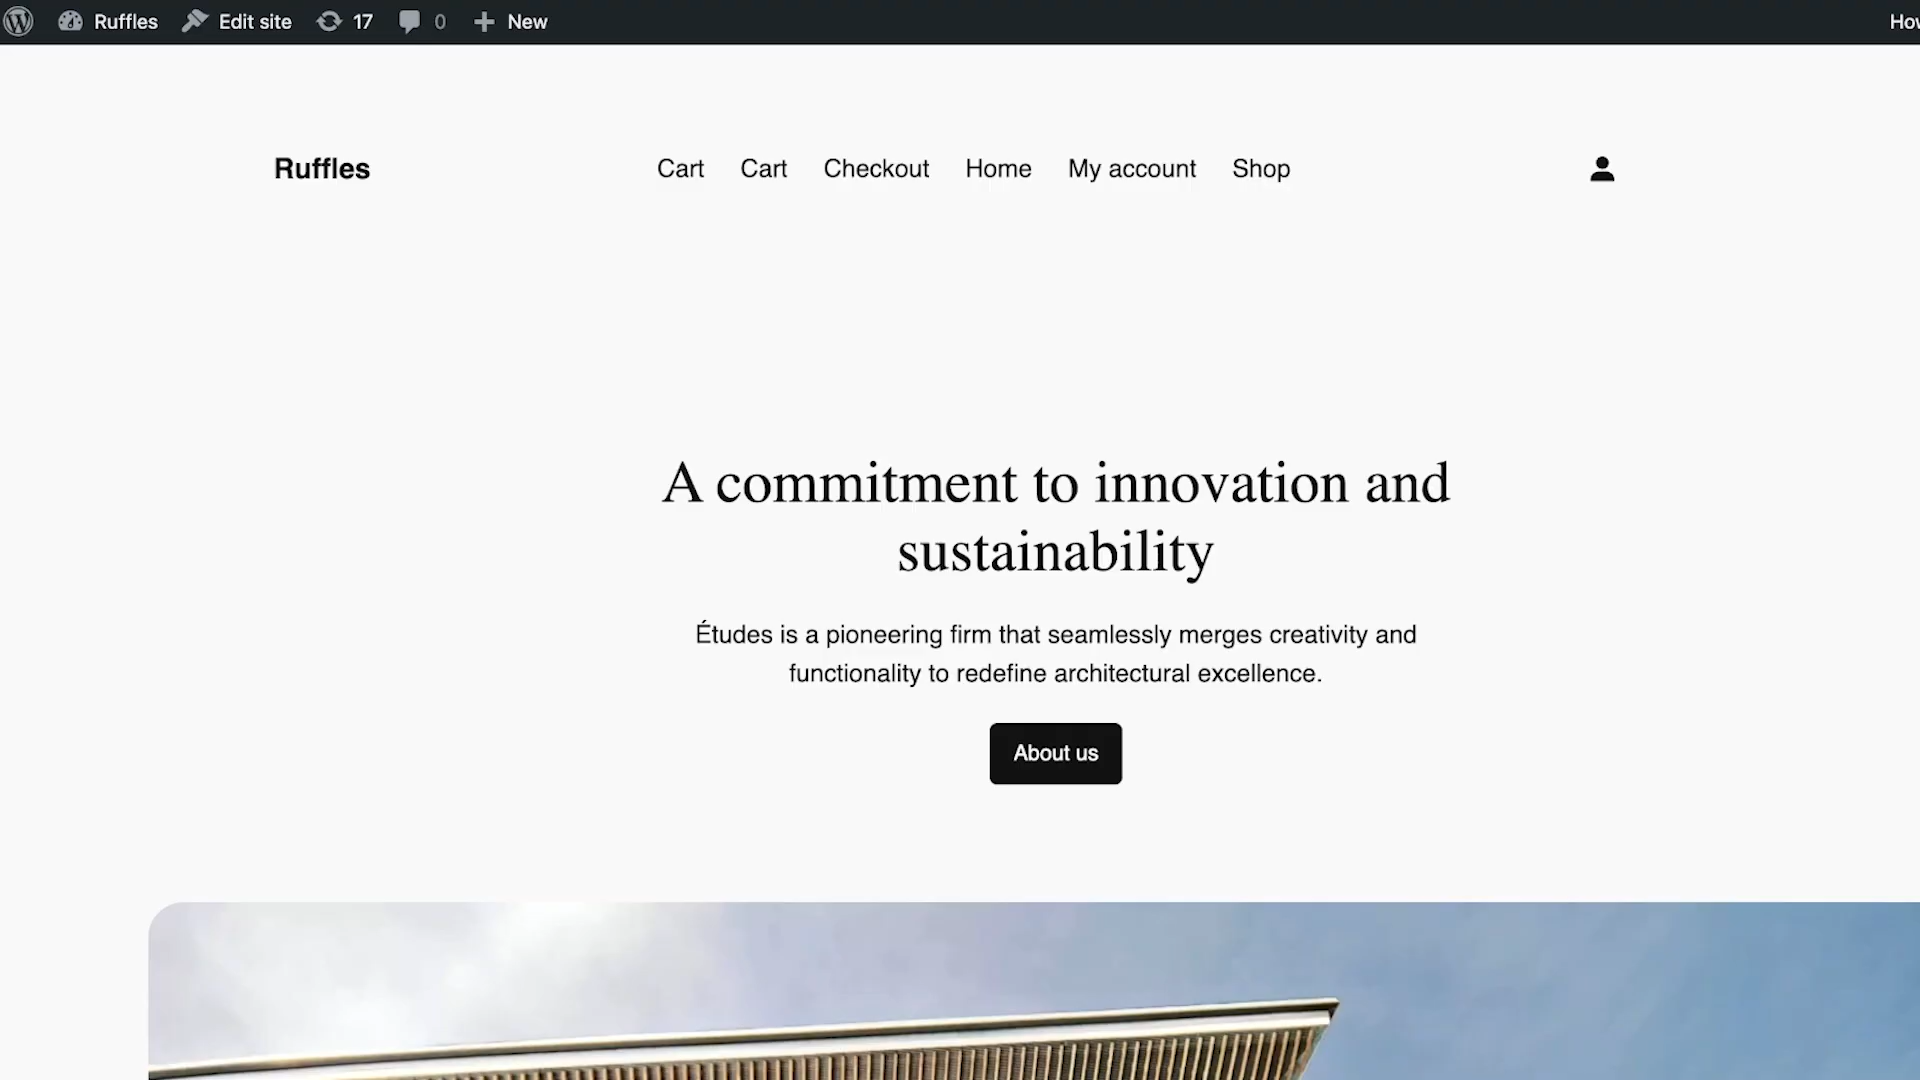 Ruffles Edit site 17 0 New
Ruffles Cart Cart Checkout Home My account Shop
A commitment to innovation and
sustainability
Études is a pioneering firm that seamlessly merges creativity and
functionality to redefine architectural excellence.
About us